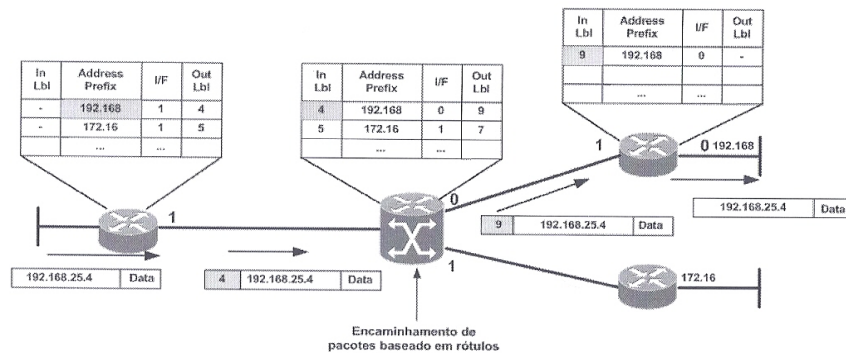 In Lbl Address Prefix I/F Out Lbl
- 192.168 1 4
- 172.16 1 5
... ...
In Lbl Address Prefix I/F Out Lbl
4 192.168 0 9
5 172.16 1 7
... ...
In Lbl Address Prefix I/F Out Lbl
9 192.168 0 -
... ...
1
0
1
1
0 192.168
172.16
192.168.25.4 Data
4 192.168.25.4 Data
9 192.168.25.4 Data
192.168.25.4 Data
Encaminhamento de
pacotes baseado em rótulos